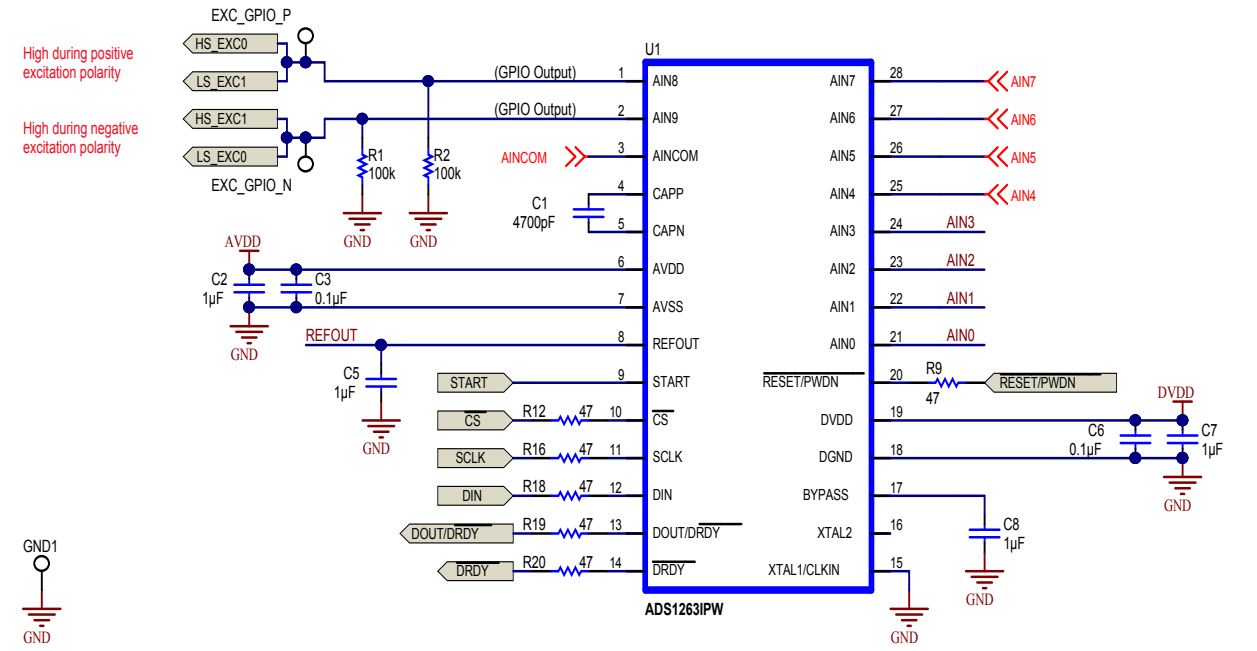 EXC_GPIO_P
High during positive
excitation polarity
HS_EXC0
LS_EXC1
High during negative
excitation polarity
HS_EXC1
LS_EXC0
EXC_GPIO_N
(GPIO Output)
(GPIO Output)
R1
100k
R2
100k
GND
GND
AINCOM
C1
4700pF
AVDD
C2
1µF
C3
0.1µF
GND
REFOUT
C5
1µF
GND
START
CS
R12
47
SCLK
R16
47
DIN
R18
47
DOUT/DRDY
R19
47
DRDY
R20
47
GND1
GND
U1
1
AIN8
2
AIN9
3
AINCOM
4
CAPP
5
CAPN
6
AVDD
7
AVSS
8
REFOUT
9
START
10
CS
11
SCLK
12
DIN
13
DOUT/DRDY
14
DRDY
AIN7
28
AIN7
AIN6
27
AIN6
AIN5
26
AIN5
AIN4
25
AIN4
AIN3
24
AIN3
AIN2
23
AIN2
AIN1
22
AIN1
AIN0
21
AIN0
RESET/PWDN
20
R9
47
RESET/PWDN
DVDD
19
DGND
18
BYPASS
17
XTAL2
16
XTAL1/CLKIN
15
ADS1263IPW
DVDD
C6
0.1µF
C7
1µF
GND
C8
1µF
GND
GND